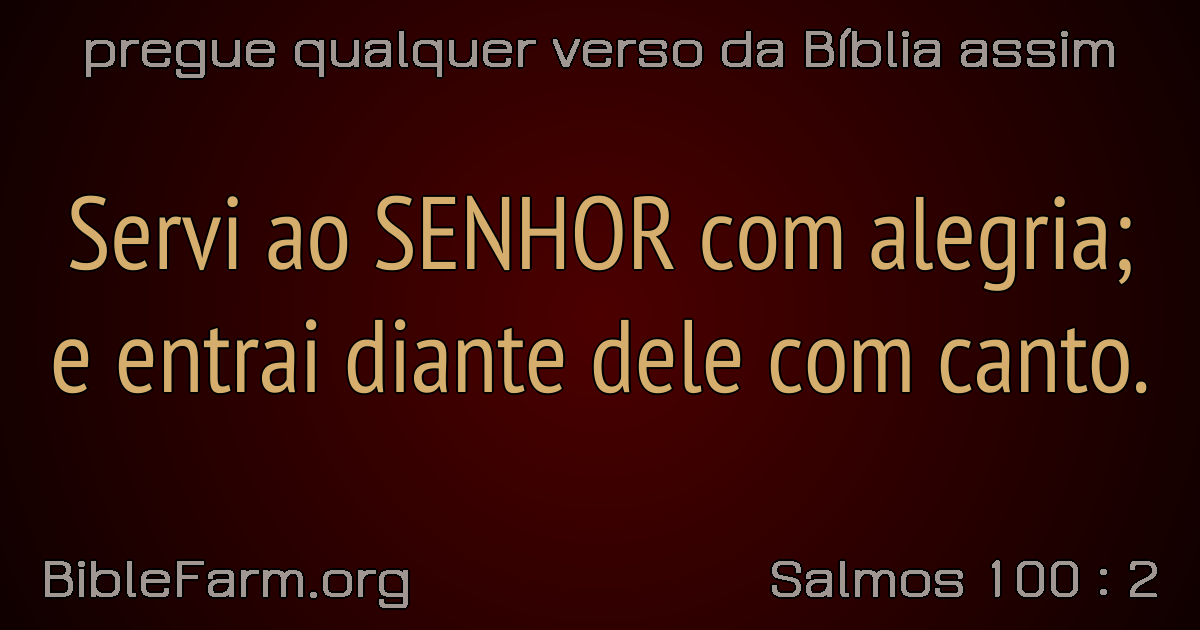 pregue qualquer verso da Bíblia assim
Servi ao SENHOR com alegria;
e entrai diante dele com canto.
BibleFarm.org
Salmos 100 : 2